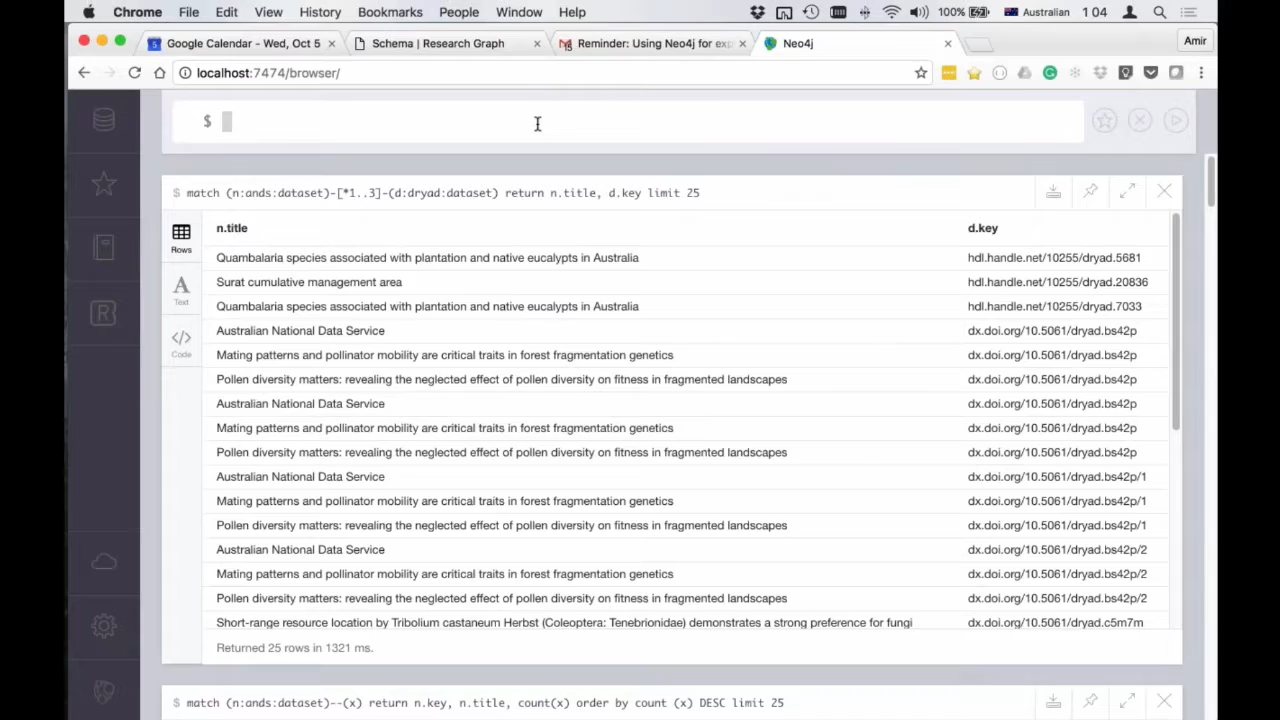 Chrome File Edit View History Bookmarks People Window Help 100% Australian 1 04
Google Calendar - Wed, Oct 5 Schema | Research Graph Reminder: Using Neo4j for exp Neo4j Amir
localhost:7474/browser/
$
$ match (n:ands:dataset)-[*1..3]-(d:dryad:dataset) return n.title, d.key limit 25
Rows
Text
Code
n.title d.key
Quambalaria species associated with plantation and native eucalypts in Australia hdl.handle.net/10255/dryad.5681
Surat cumulative management area hdl.handle.net/10255/dryad.20836
Quambalaria species associated with plantation and native eucalypts in Australia hdl.handle.net/10255/dryad.7033
Australian National Data Service dx.doi.org/10.5061/dryad.bs42p
Mating patterns and pollinator mobility are critical traits in forest fragmentation genetics dx.doi.org/10.5061/dryad.bs42p
Pollen diversity matters: revealing the neglected effect of pollen diversity on fitness in fragmented landscapes dx.doi.org/10.5061/dryad.bs42p
Australian National Data Service dx.doi.org/10.5061/dryad.bs42p
Mating patterns and pollinator mobility are critical traits in forest fragmentation genetics dx.doi.org/10.5061/dryad.bs42p
Pollen diversity matters: revealing the neglected effect of pollen diversity on fitness in fragmented landscapes dx.doi.org/10.5061/dryad.bs42p
Australian National Data Service dx.doi.org/10.5061/dryad.bs42p/1
Mating patterns and pollinator mobility are critical traits in forest fragmentation genetics dx.doi.org/10.5061/dryad.bs42p/1
Pollen diversity matters: revealing the neglected effect of pollen diversity on fitness in fragmented landscapes dx.doi.org/10.5061/dryad.bs42p/1
Australian National Data Service dx.doi.org/10.5061/dryad.bs42p/2
Mating patterns and pollinator mobility are critical traits in forest fragmentation genetics dx.doi.org/10.5061/dryad.bs42p/2
Pollen diversity matters: revealing the neglected effect of pollen diversity on fitness in fragmented landscapes dx.doi.org/10.5061/dryad.bs42p/2
Short-range resource location by Tribolium castaneum Herbst (Coleoptera: Tenebrionidae) demonstrates a strong preference for fungi dx.doi.org/10.5061/dryad.c5m7m
Returned 25 rows in 1321 ms.
$ match (n:ands:dataset)--(x) return n.key, n.title, count(x) order by count (x) DESC limit 25